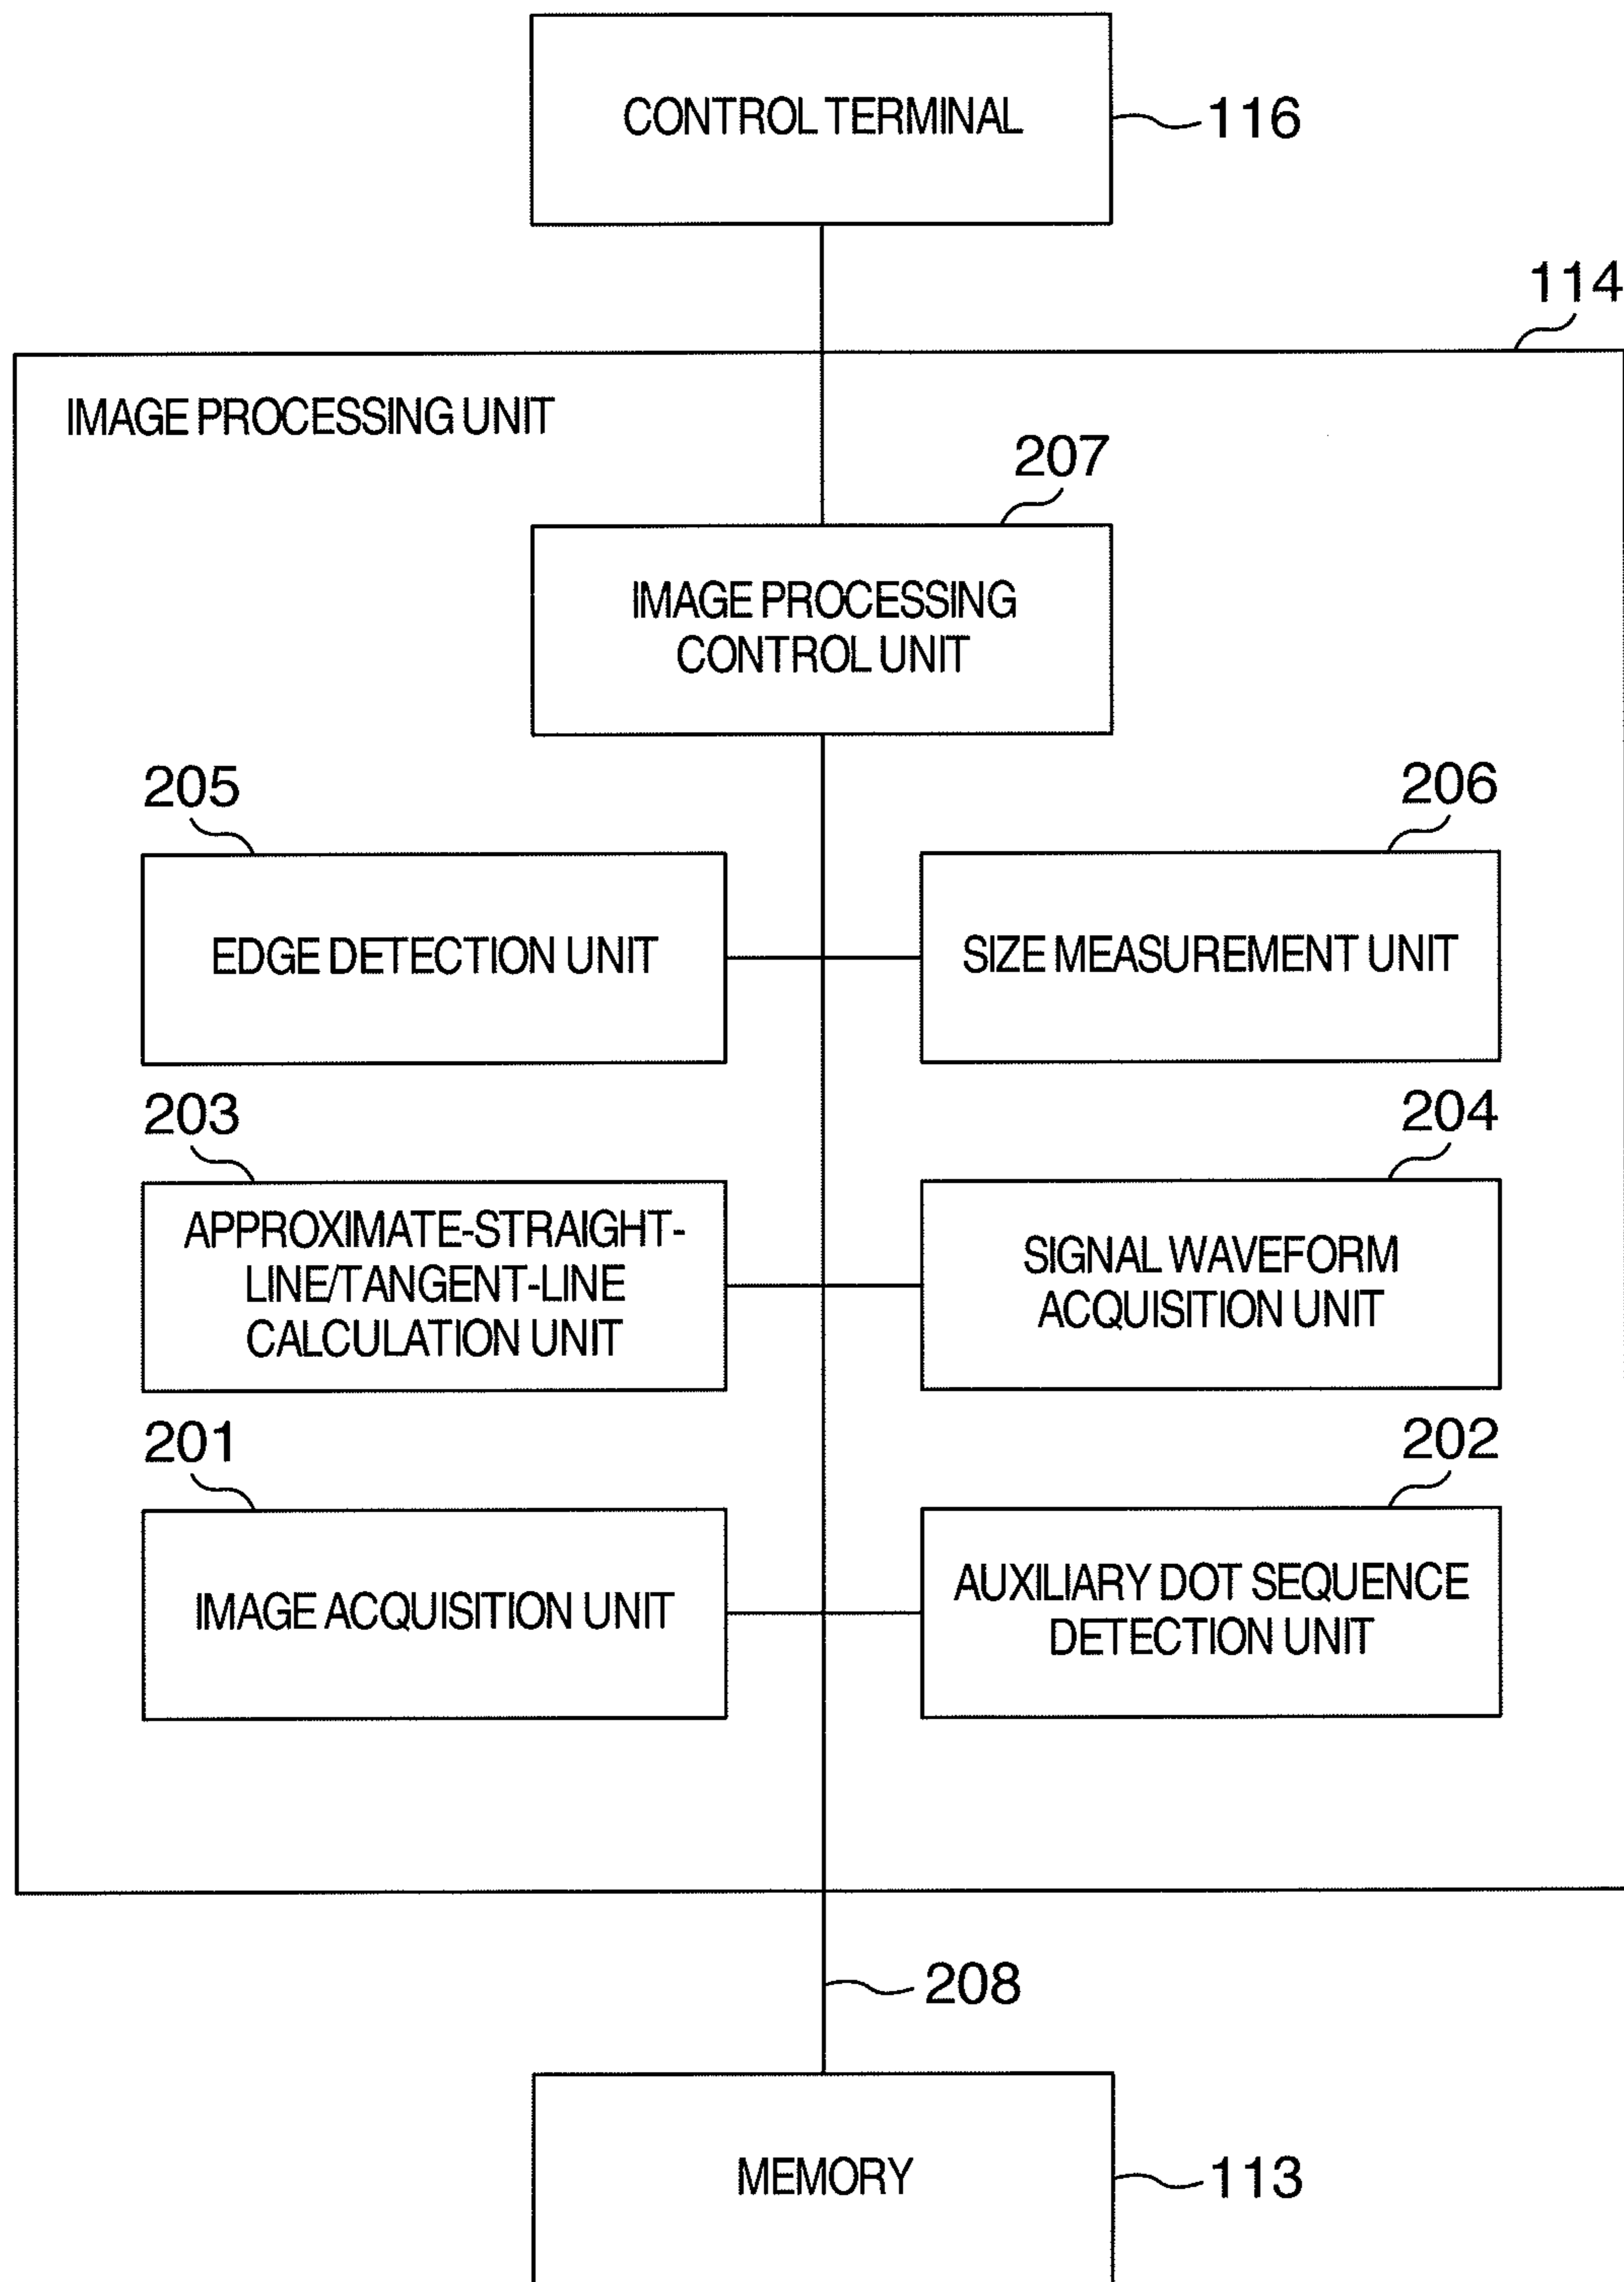 CONTROL TERMINAL
116
114
IMAGE PROCESSING UNIT
207
IMAGE PROCESSING
CONTROL UNIT
205
EDGE DETECTION UNIT
206
SIZE MEASUREMENT UNIT
203
APPROXIMATE-STRAIGHT-
LINE/TANGENT-LINE
CALCULATION UNIT
204
SIGNAL WAVEFORM
ACQUISITION UNIT
201
IMAGE ACQUISITION UNIT
202
AUXILIARY DOT SEQUENCE
DETECTION UNIT
208
MEMORY
113